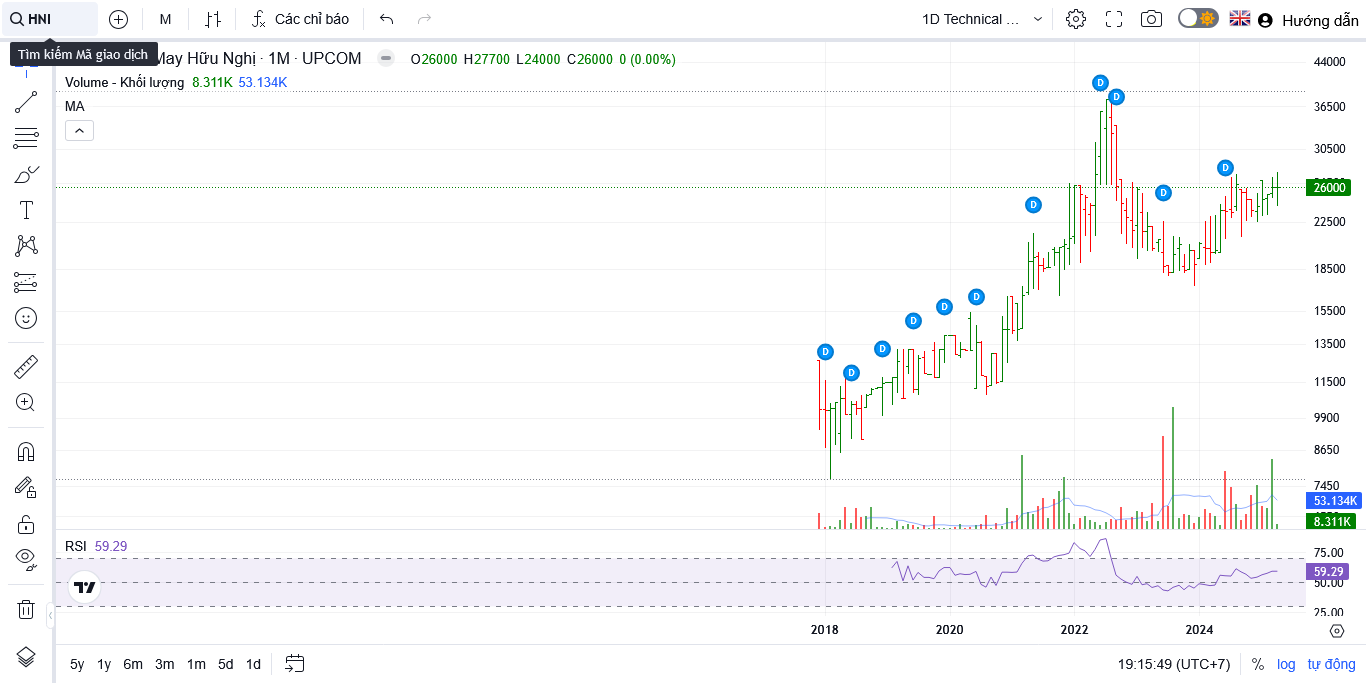 HNI
M
Các chỉ báo
1D Technical ...
Hướng dẫn
Tìm kiếm Mã giao dịch
May Hữu Nghị · 1M · UPCOM
O26000 H27700 L24000 C26000 0 (0.00%)
Volume - Khối lượng 8.311K 53.134K
MA
44000
36500
30500
26000
22500
18500
15500
13500
11500
9900
8650
7450
53.134K
8.311K
D
D
D
D
D
D
D
D
D
D
D
RSI 59.29
75.00
59.29
50.00
25.00
2018 2020 2022 2024
5y 1y 6m 3m 1m 5d 1d
19:15:49 (UTC+7) % log tự động